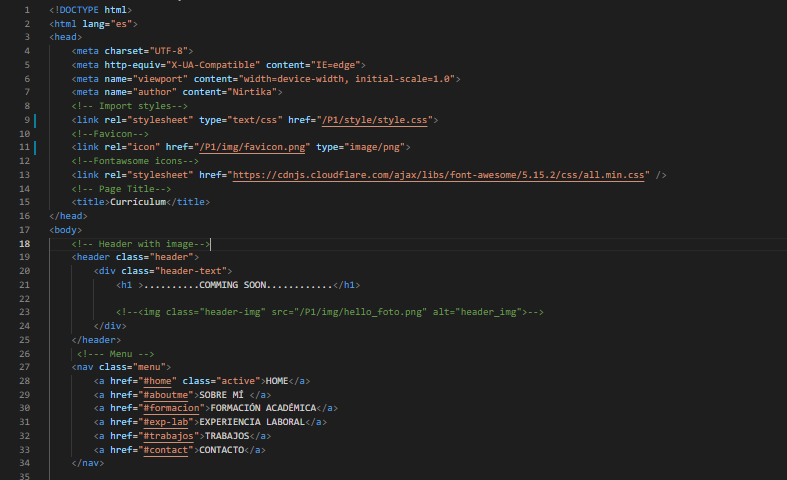 1 <!DOCTYPE html>
2 <html lang="es">
3 <head>
4 <meta charset="UTF-8">
5 <meta http-equiv="X-UA-Compatible" content="IE=edge">
6 <meta name="viewport" content="width=device-width, initial-scale=1.0">
7 <meta name="author" content="Nirtika">
8 <!-- Import styles-->
9 <link rel="stylesheet" type="text/css" href="/P1/style/style.css">
10 <!--Favicon-->
11 <link rel="icon" href="/P1/img/favicon.png" type="image/png">
12 <!--Fontawsome icons-->
13 <link rel="stylesheet" href="https://cdnjs.cloudflare.com/ajax/libs/font-awesome/5.15.2/css/all.min.css" />
14 <!-- Page Title-->
15 <title>Currículum</title>
16 </head>
17 <body>
18 <!-- Header with image-->
19 <header class="header">
20 <div class="header-text">
21 <h1 >..........COMMING SOON............</h1>
22
23 <!--<img class="header-img" src="/P1/img/hello_foto.png" alt="header_img">-->
24 </div>
25 </header>
26 <!--- Menu -->
27 <nav class="menu">
28 <a href="#home" class="active">HOME</a>
29 <a href="#aboutme">SOBRE MÍ </a>
30 <a href="#formacion">FORMACIÓN ACADÉMICA</a>
31 <a href="#exp-lab">EXPERIENCIA LABORAL</a>
32 <a href="#trabajos">TRABAJOS</a>
33 <a href="#contact">CONTACTO</a>
34 </nav>
35